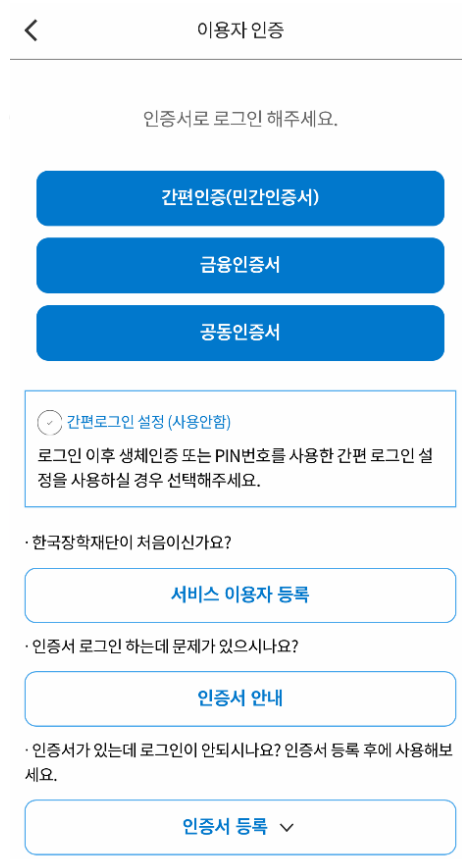 이용자 인증
인증서로 로그인 해주세요.
간편인증(민간인증서)
금융인증서
공동인증서
간편로그인 설정 (사용안함)
로그인 이후 생체인증 또는 PIN번호를 사용한 간편 로그인 설
정을 사용하실 경우 선택해주세요.
· 한국장학재단이 처음이신가요?
서비스 이용자 등록
· 인증서 로그인 하는데 문제가 있으시나요?
인증서 안내
· 인증서가 있는데 로그인이 안되시나요? 인증서 등록 후에 사용해보
세요.
인증서 등록